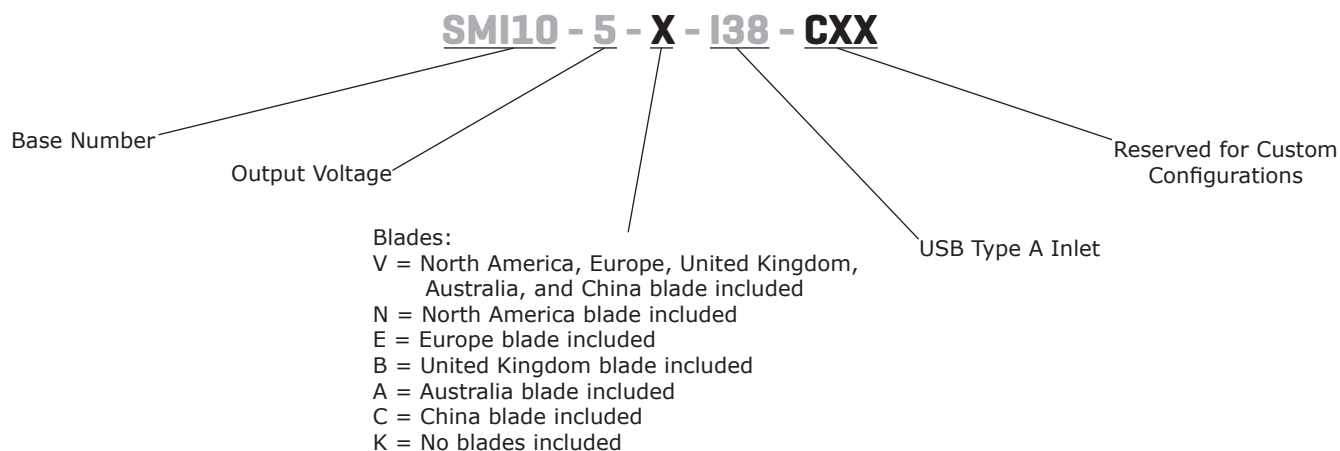 SMI10 - 5 - X - I38 - CXX
Base Number
Output Voltage
Reserved for Custom
Configurations
USB Type A Inlet
Blades:
V = North America, Europe, United Kingdom,
Australia, and China blade included
N = North America blade included
E = Europe blade included
B = United Kingdom blade included
A = Australia blade included
C = China blade included
K = No blades included